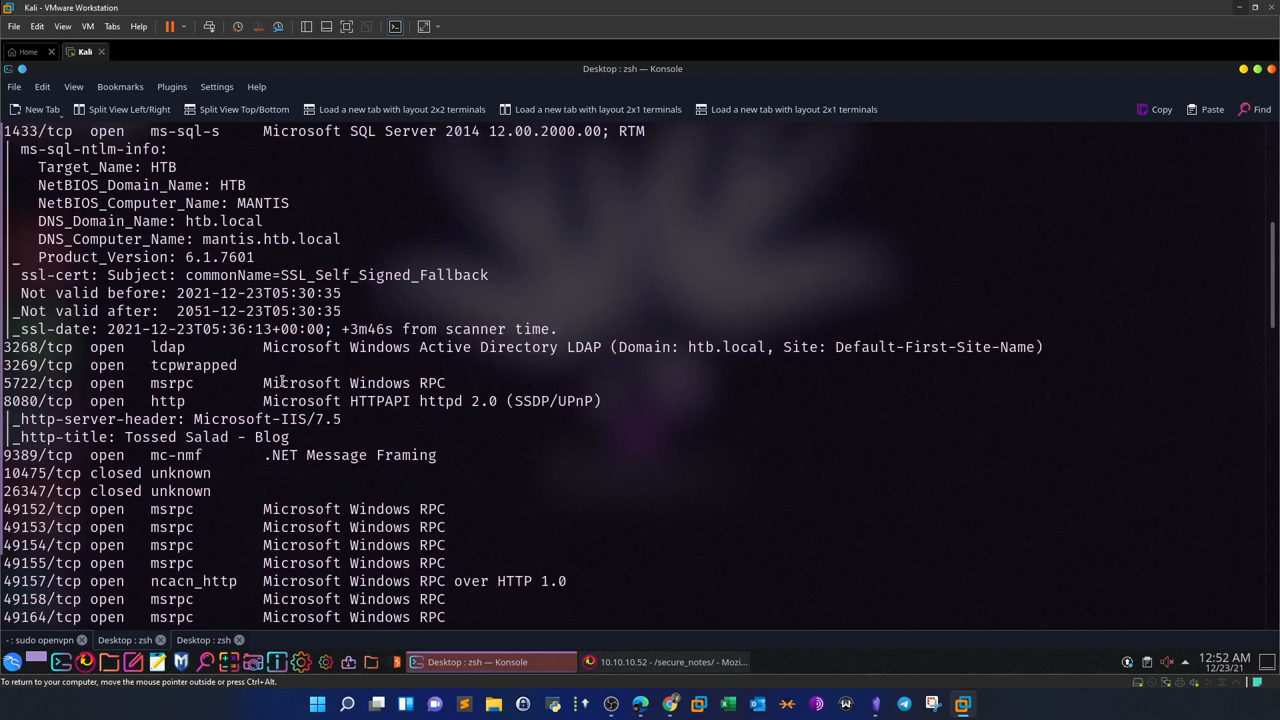 Kali - VMware Workstation
File Edit View VM Tabs Help
Home Kali
Desktop : zsh — Konsole
File Edit View Bookmarks Plugins Settings Help
New Tab Split View Left/Right Split View Top/Bottom Load a new tab with layout 2x2 terminals Load a new tab with layout 2x1 terminals Load a new tab with layout 2x1 terminals Copy Paste Find
1433/tcp open ms-sql-s Microsoft SQL Server 2014 12.00.2000.00; RTM
| ms-sql-ntlm-info:
| Target_Name: HTB
| NetBIOS_Domain_Name: HTB
| NetBIOS_Computer_Name: MANTIS
| DNS_Domain_Name: htb.local
| DNS_Computer_Name: mantis.htb.local
|_ Product_Version: 6.1.7601
| ssl-cert: Subject: commonName=SSL_Self_Signed_Fallback
| Not valid before: 2021-12-23T05:30:35
|_Not valid after: 2051-12-23T05:30:35
|_ssl-date: 2021-12-23T05:36:13+00:00; +3m46s from scanner time.
3268/tcp open ldap Microsoft Windows Active Directory LDAP (Domain: htb.local, Site: Default-First-Site-Name)
3269/tcp open tcpwrapped
5722/tcp open msrpc Microsoft Windows RPC
8080/tcp open http Microsoft HTTPAPI httpd 2.0 (SSDP/UPnP)
|_http-server-header: Microsoft-IIS/7.5
|_http-title: Tossed Salad - Blog
9389/tcp open mc-nmf .NET Message Framing
10475/tcp closed unknown
26347/tcp closed unknown
49152/tcp open msrpc Microsoft Windows RPC
49153/tcp open msrpc Microsoft Windows RPC
49154/tcp open msrpc Microsoft Windows RPC
49155/tcp open msrpc Microsoft Windows RPC
49157/tcp open ncacn_http Microsoft Windows RPC over HTTP 1.0
49158/tcp open msrpc Microsoft Windows RPC
49164/tcp open msrpc Microsoft Windows RPC
- : sudo openvpn Desktop : zsh Desktop : zsh
Desktop : zsh — Konsole 10.10.10.52 - /secure_notes/ - Mozi... 12:52 AM
12/23/21
To return to your computer, move the mouse pointer outside or press Ctrl+Alt.